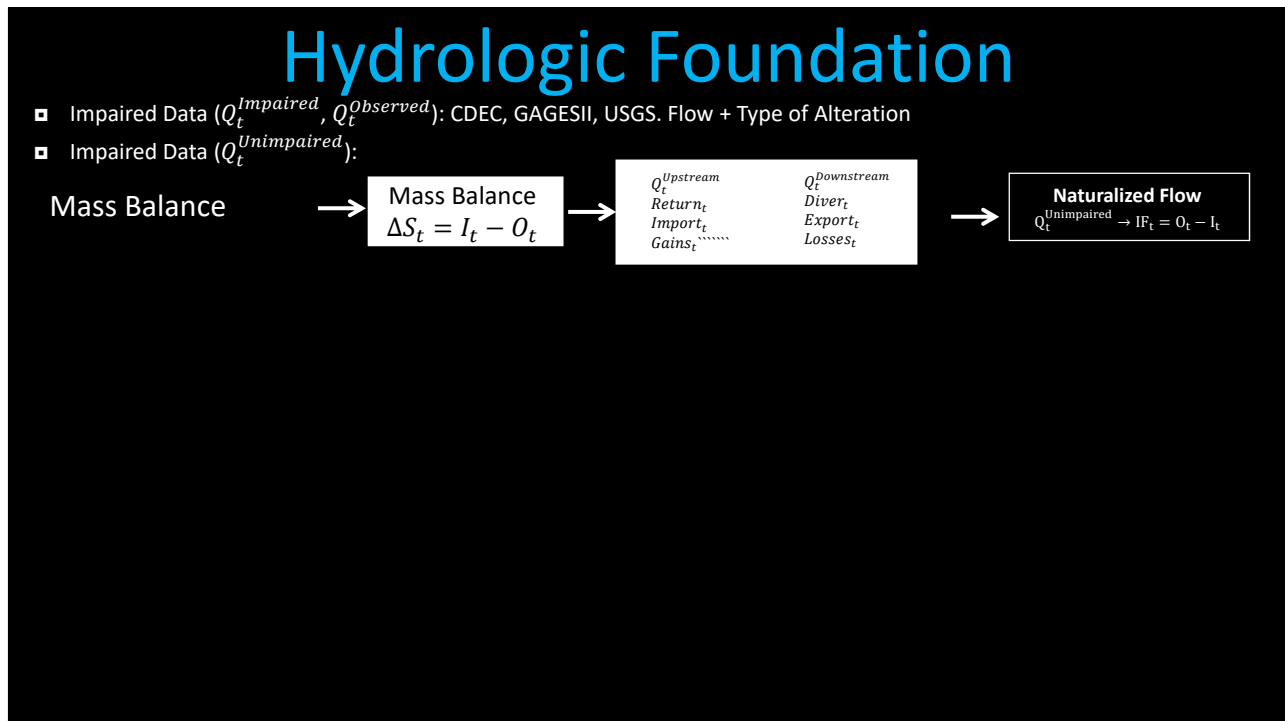 Hydrologic Foundation
◘ Impaired Data (Q_t^Impaired, Q_t^Observed): CDEC, GAGESII, USGS. Flow + Type of Alteration
◘ Impaired Data (Q_t^Unimpaired):
Mass Balance
Mass Balance
ΔS_t = I_t − O_t
Q_t^Upstream
Return_t
Import_t
Gains_t```````
Q_t^Downstream
Diver_t
Export_t
Losses_t
Naturalized Flow
Q_t^Unimpaired → IF_t = O_t − I_t